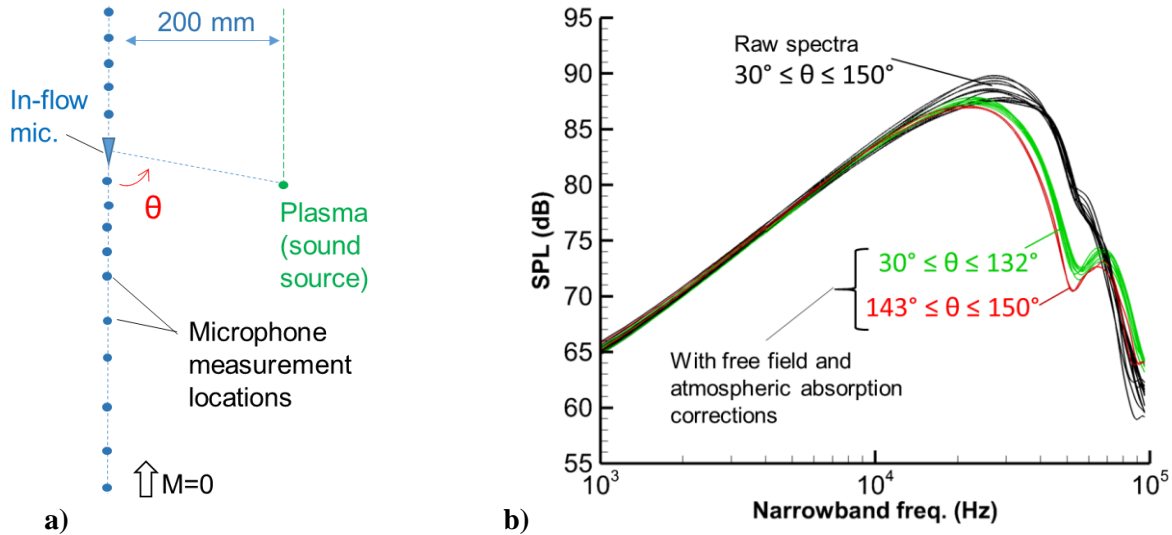 200 mm
In-flow
mic.
θ
Plasma
(sound
source)
Microphone
measurement
locations
M=0
a)
95
90
85
80
75
70
65
60
55
SPL (dB)
Raw spectra
30° ≤ θ ≤ 150°
30° ≤ θ ≤ 132°
143° ≤ θ ≤ 150°
With free field and
atmospheric absorption
corrections
10³ 10⁴ 10⁵
Narrowband freq. (Hz)
b)